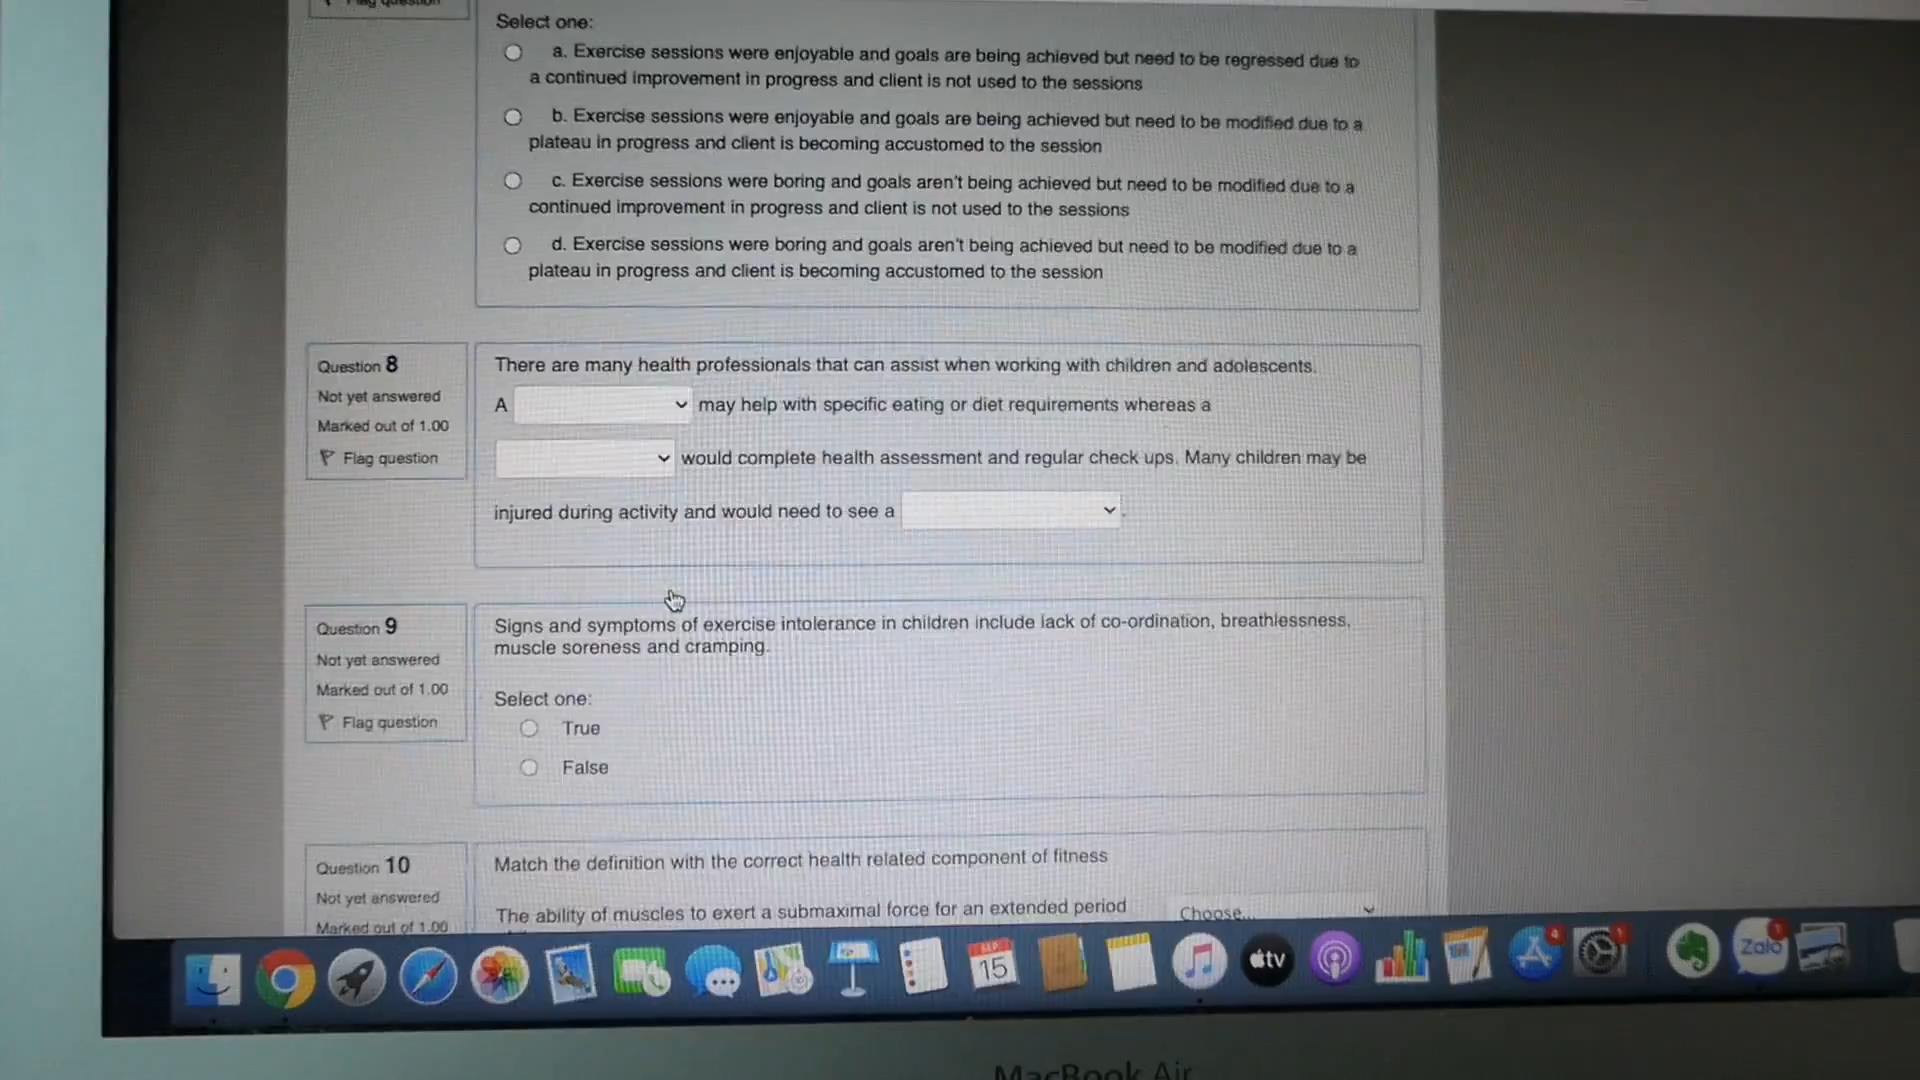 Flag question
Select one:
a. Exercise sessions were enjoyable and goals are being achieved but need to be regressed due to
a continued improvement in progress and client is not used to the sessions
b. Exercise sessions were enjoyable and goals are being achieved but need to be modified due to a
plateau in progress and client is becoming accustomed to the session
c. Exercise sessions were boring and goals aren't being achieved but need to be modified due to a
continued improvement in progress and client is not used to the sessions
d. Exercise sessions were boring and goals aren't being achieved but need to be modified due to a
plateau in progress and client is becoming accustomed to the session
Question 8
Not yet answered
Marked out of 1.00
Flag question
There are many health professionals that can assist when working with children and adolescents.
A may help with specific eating or diet requirements whereas a
would complete health assessment and regular check ups. Many children may be
injured during activity and would need to see a .
Question 9
Not yet answered
Marked out of 1.00
Flag question
Signs and symptoms of exercise intolerance in children include lack of co-ordination, breathlessness,
muscle soreness and cramping.
Select one:
True
False
Question 10
Not yet answered
Marked out of 1.00
Match the definition with the correct health related component of fitness
The ability of muscles to exert a submaximal force for an extended period
Choose...
SEP
15
tv
4
1
Zalo
1
MacBook Air